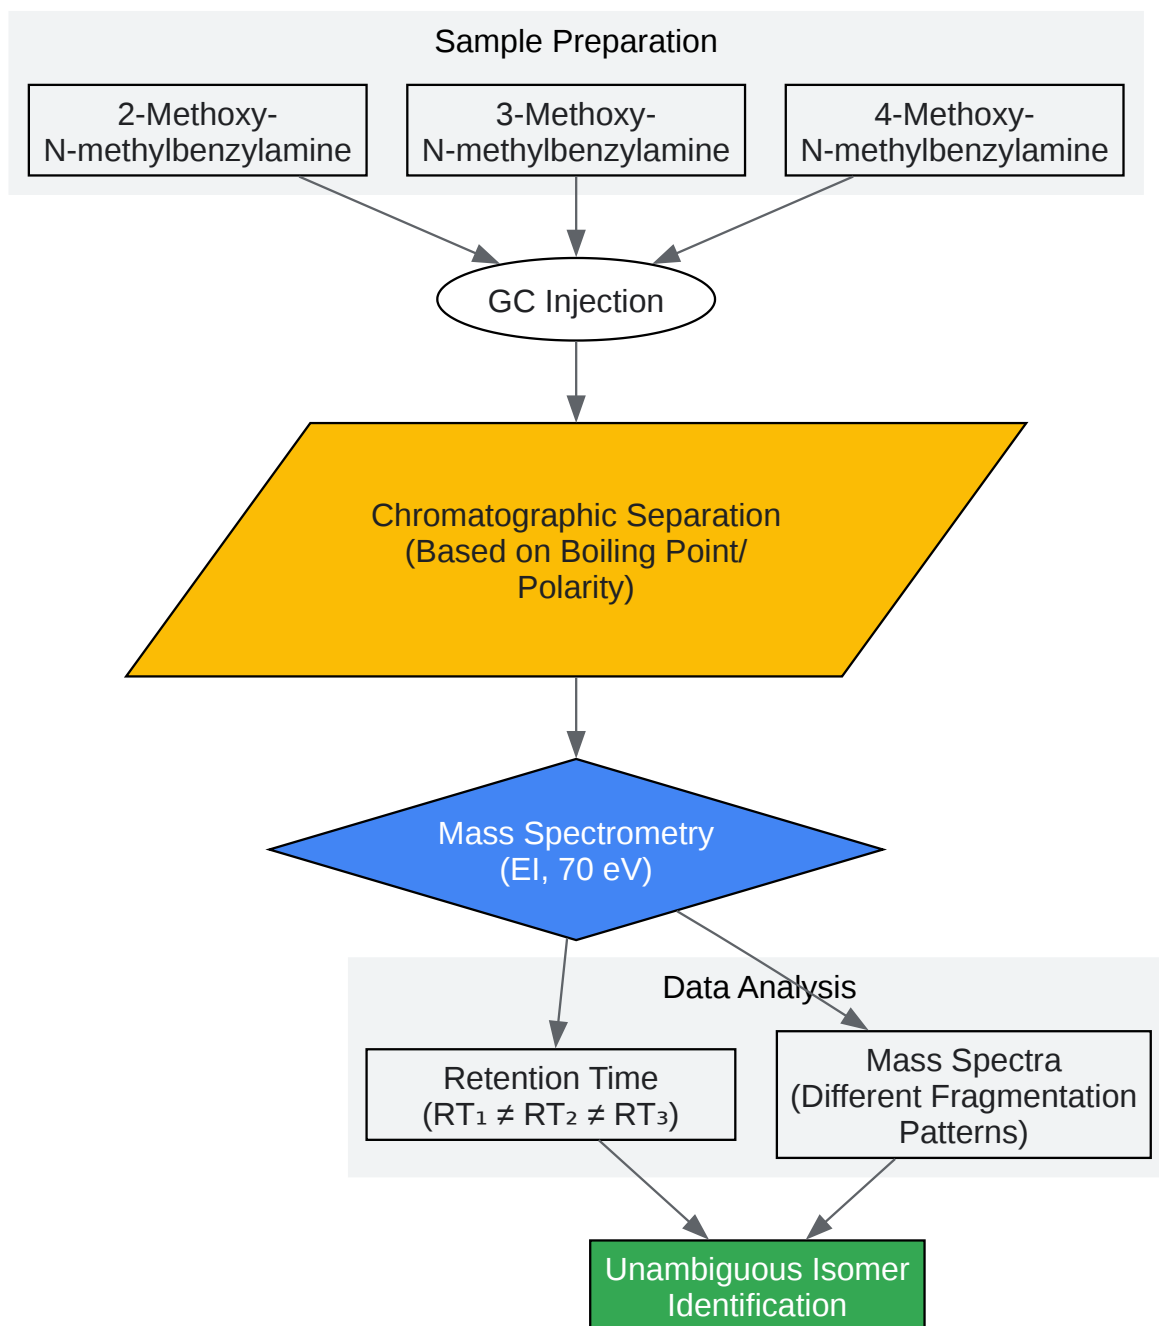 Sample Preparation
2-Methoxy-
N-methylbenzylamine
3-Methoxy-
N-methylbenzylamine
4-Methoxy-
N-methylbenzylamine
GC Injection
Chromatographic Separation
(Based on Boiling Point/
Polarity)
Mass Spectrometry
(EI, 70 eV)
Data Analysis
Retention Time
(RT₁ ≠ RT₂ ≠ RT₃)
Mass Spectra
(Different Fragmentation
Patterns)
Unambiguous Isomer
Identification